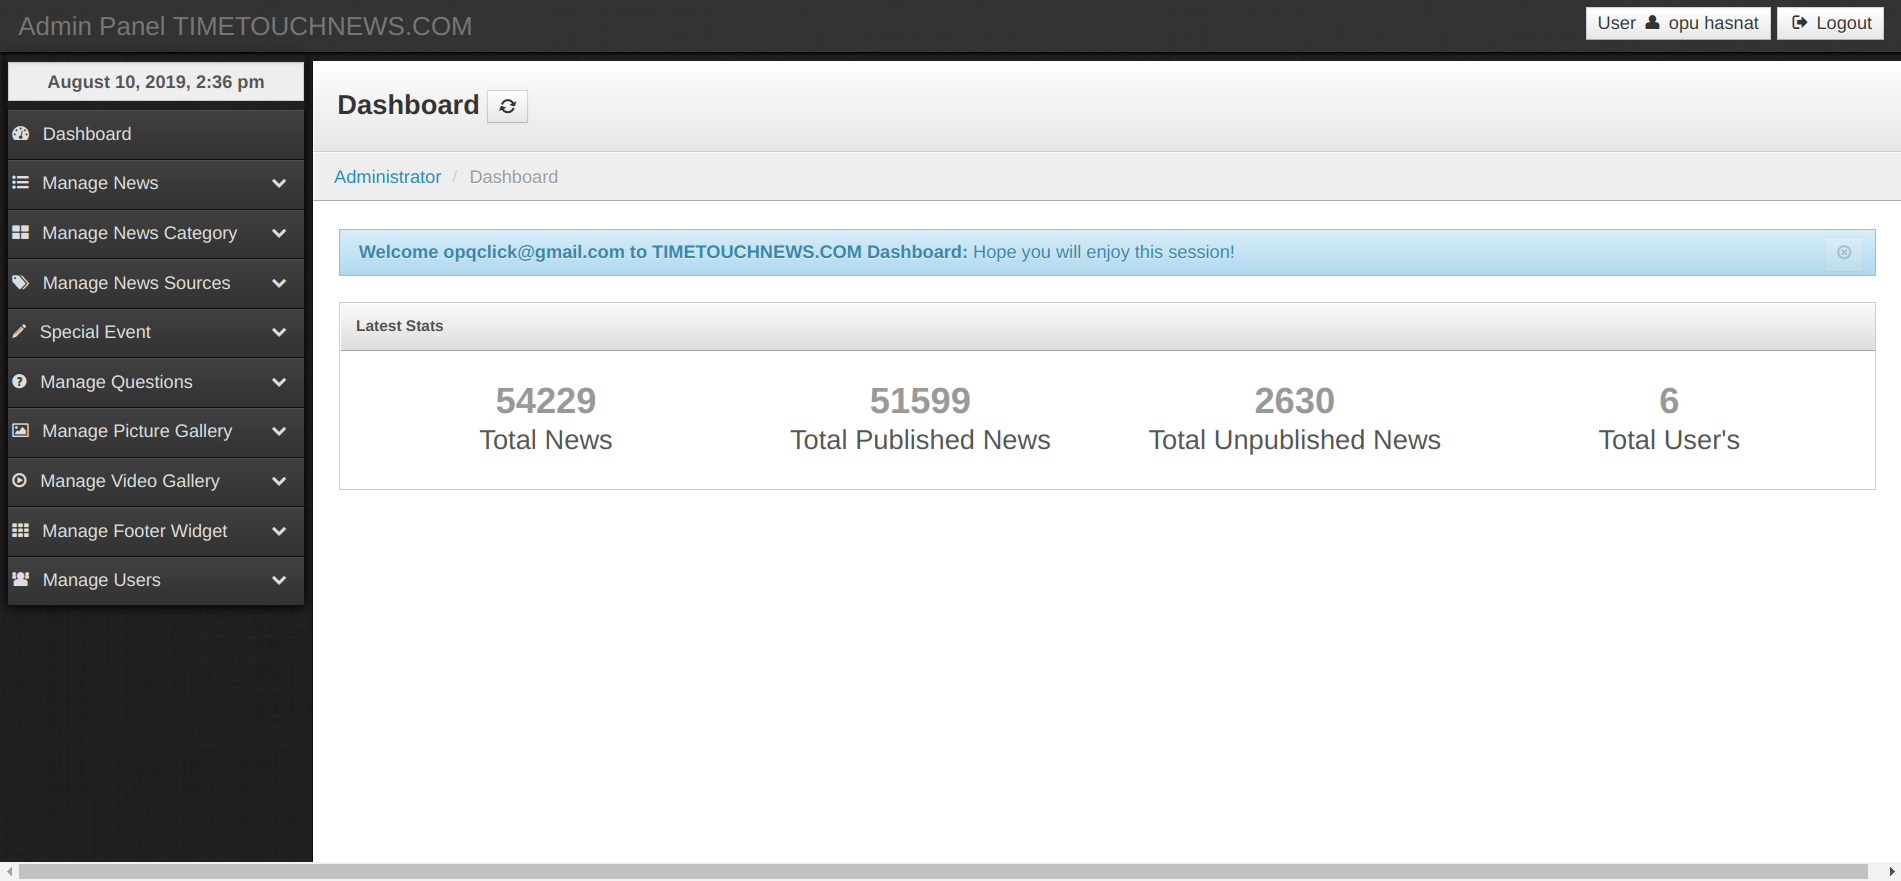 Admin Panel TIMETOUCHNEWS.COM
User opu hasnat
Logout
August 10, 2019, 2:36 pm
Dashboard
Manage News
Manage News Category
Manage News Sources
Special Event
Manage Questions
Manage Picture Gallery
Manage Video Gallery
Manage Footer Widget
Manage Users
Dashboard
Administrator / Dashboard
Welcome opqclick@gmail.com to TIMETOUCHNEWS.COM Dashboard: Hope you will enjoy this session!
Latest Stats
54229
Total News
51599
Total Published News
2630
Total Unpublished News
6
Total User's